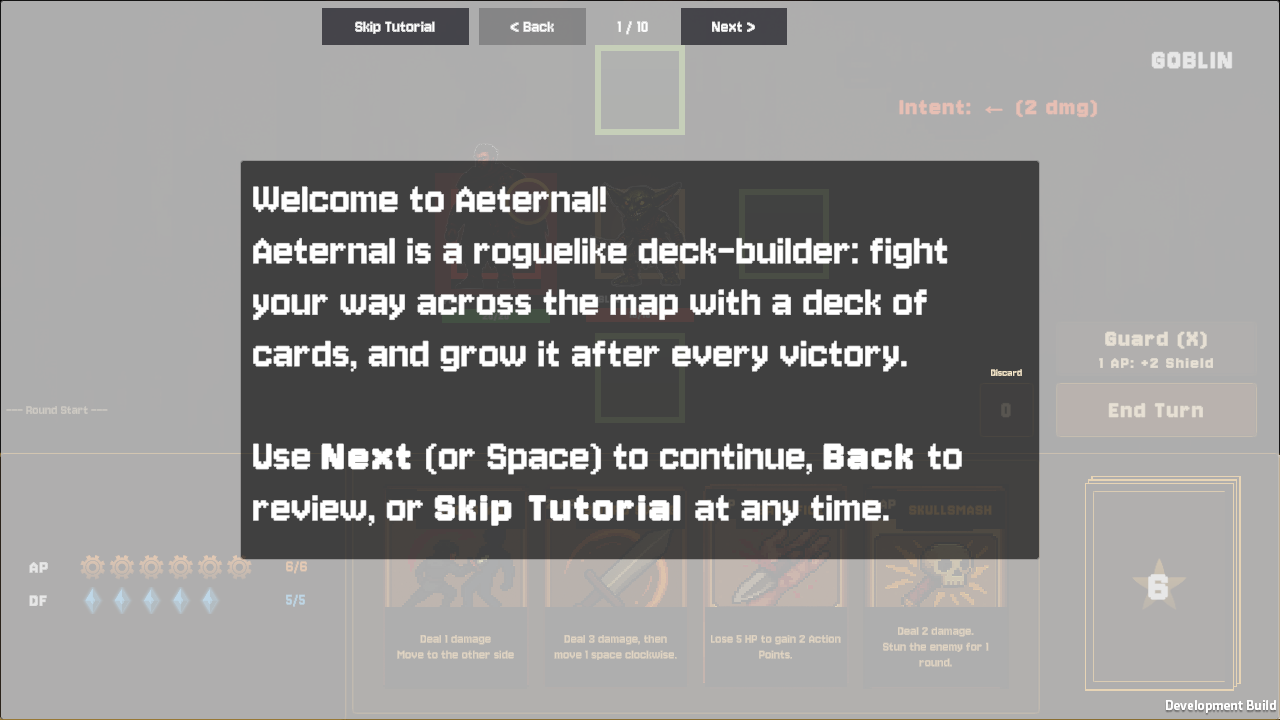 Skip Tutorial
< Back
1 / 10
Next >
GOBLIN
Intent: ← (2 dmg)
Welcome to Aeternal!
Aeternal is a roguelike deck-builder: fight
your way across the map with a deck of
cards, and grow it after every victory.
Use Next (or Space) to continue, Back to
review, or Skip Tutorial at any time.
Guard (X)
1 AP: +2 Shield
Discard
0
End Turn
--- Round Start ---
AP
6/6
DF
5/5
SKULLSMASH
Deal 1 damage
Move to the other side
Deal 3 damage, then
move 1 space clockwise.
Lose 5 HP to gain 2 Action
Points.
Deal 2 damage.
Stun the enemy for 1
round.
6
Development Build